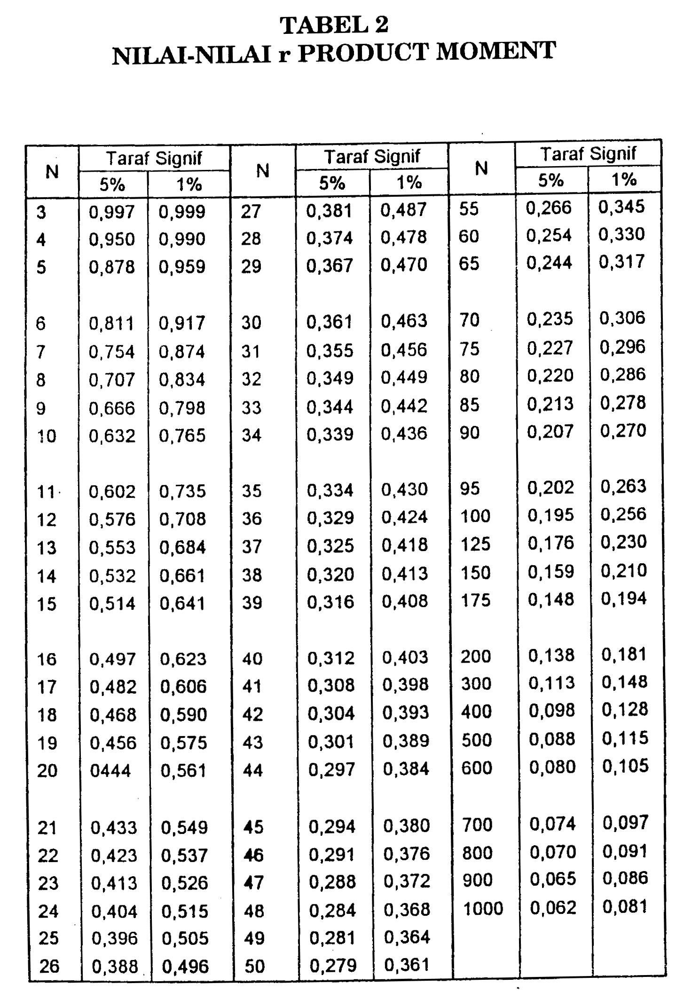 TABEL 2
NILAI-NILAI r PRODUCT MOMENT
N Taraf Signif N Taraf Signif N Taraf Signif
5% 1% 5% 1% 5% 1%
3 0,997 0,999 27 0,381 0,487 55 0,266 0,345
4 0,950 0,990 28 0,374 0,478 60 0,254 0,330
5 0,878 0,959 29 0,367 0,470 65 0,244 0,317
6 0,811 0,917 30 0,361 0,463 70 0,235 0,306
7 0,754 0,874 31 0,355 0,456 75 0,227 0,296
8 0,707 0,834 32 0,349 0,449 80 0,220 0,286
9 0,666 0,798 33 0,344 0,442 85 0,213 0,278
10 0,632 0,765 34 0,339 0,436 90 0,207 0,270
11 0,602 0,735 35 0,334 0,430 95 0,202 0,263
12 0,576 0,708 36 0,329 0,424 100 0,195 0,256
13 0,553 0,684 37 0,325 0,418 125 0,176 0,230
14 0,532 0,661 38 0,320 0,413 150 0,159 0,210
15 0,514 0,641 39 0,316 0,408 175 0,148 0,194
16 0,497 0,623 40 0,312 0,403 200 0,138 0,181
17 0,482 0,606 41 0,308 0,398 300 0,113 0,148
18 0,468 0,590 42 0,304 0,393 400 0,098 0,128
19 0,456 0,575 43 0,301 0,389 500 0,088 0,115
20 0444 0,561 44 0,297 0,384 600 0,080 0,105
21 0,433 0,549 45 0,294 0,380 700 0,074 0,097
22 0,423 0,537 46 0,291 0,376 800 0,070 0,091
23 0,413 0,526 47 0,288 0,372 900 0,065 0,086
24 0,404 0,515 48 0,284 0,368 1000 0,062 0,081
25 0,396 0,505 49 0,281 0,364
26 0,388 0,496 50 0,279 0,361